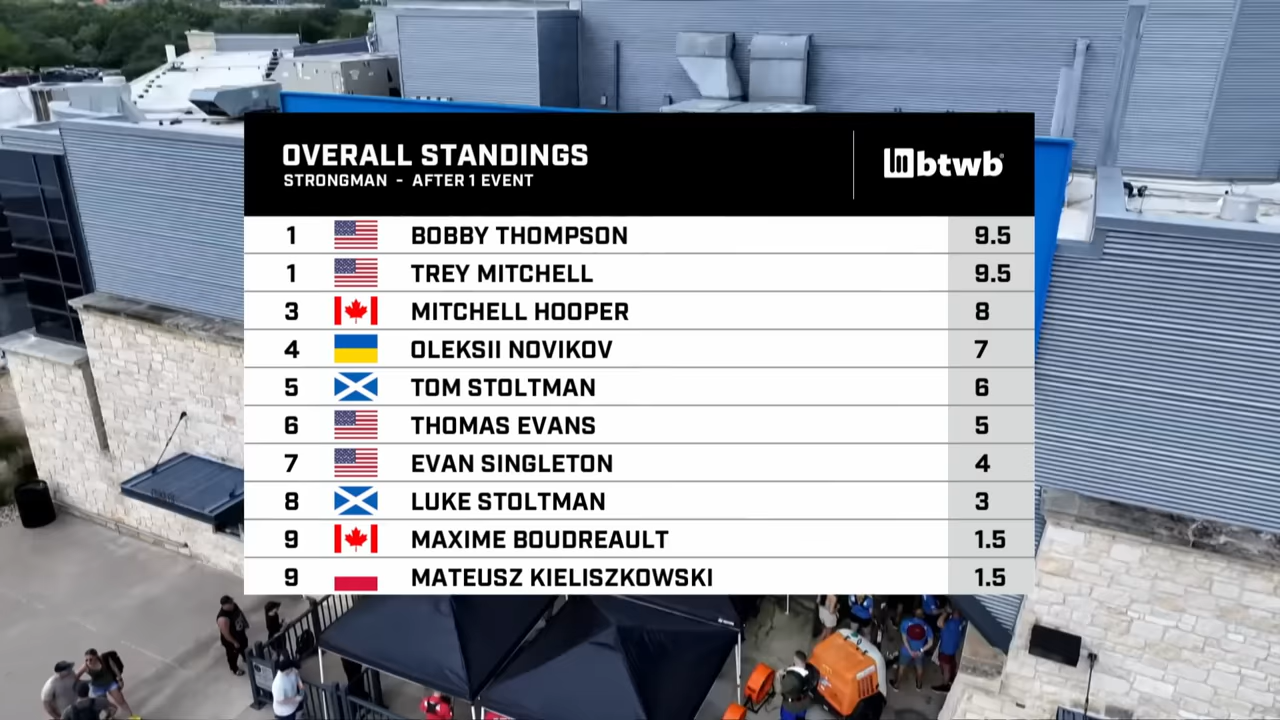 OVERALL STANDINGS
STRONGMAN - AFTER 1 EVENT
btwb
1 BOBBY THOMPSON 9.5
1 TREY MITCHELL 9.5
3 MITCHELL HOOPER 8
4 OLEKSII NOVIKOV 7
5 TOM STOLTMAN 6
6 THOMAS EVANS 5
7 EVAN SINGLETON 4
8 LUKE STOLTMAN 3
9 MAXIME BOUDREAULT 1.5
9 MATEUSZ KIELISZKOWSKI 1.5